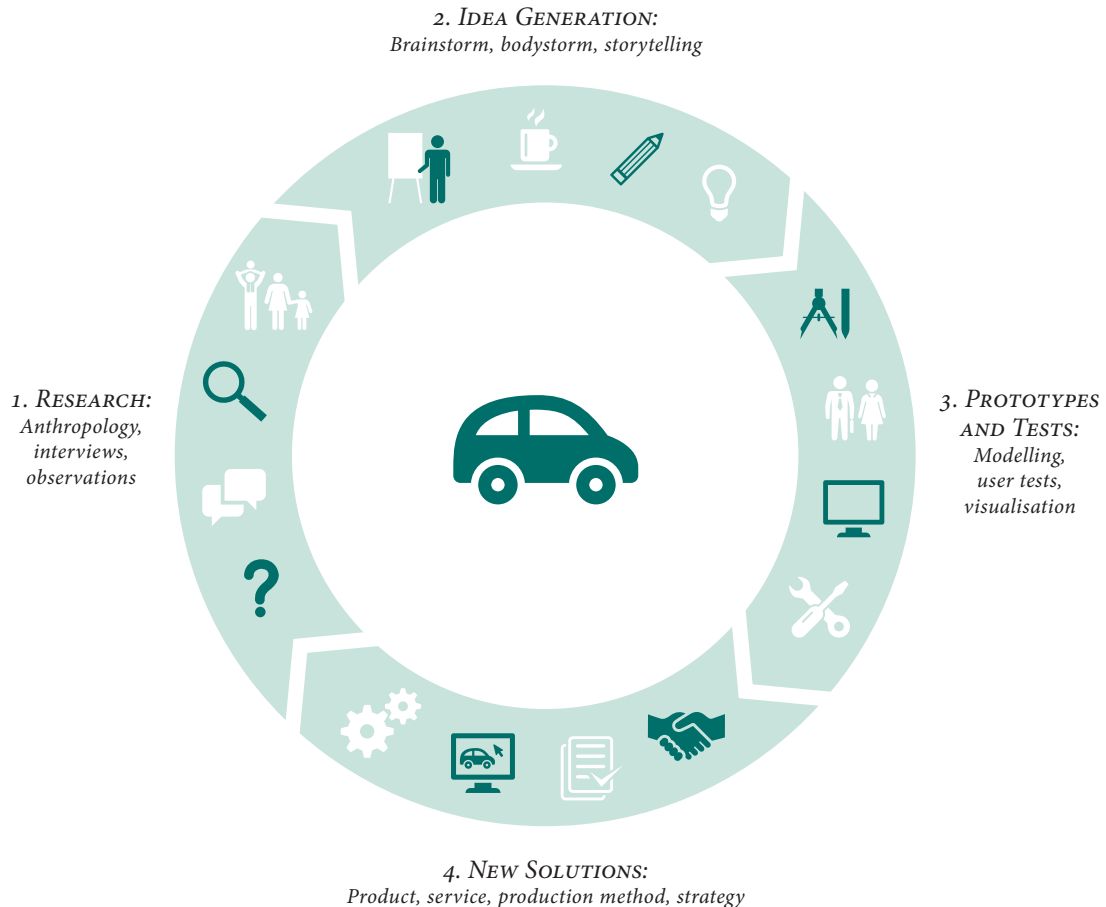 2. Idea Generation:
Brainstorm, bodystorm, storytelling
1. Research:
Anthropology,
interviews,
observations
3. Prototypes
and Tests:
Modelling,
user tests,
visualisation
4. New Solutions:
Product, service, production method, strategy